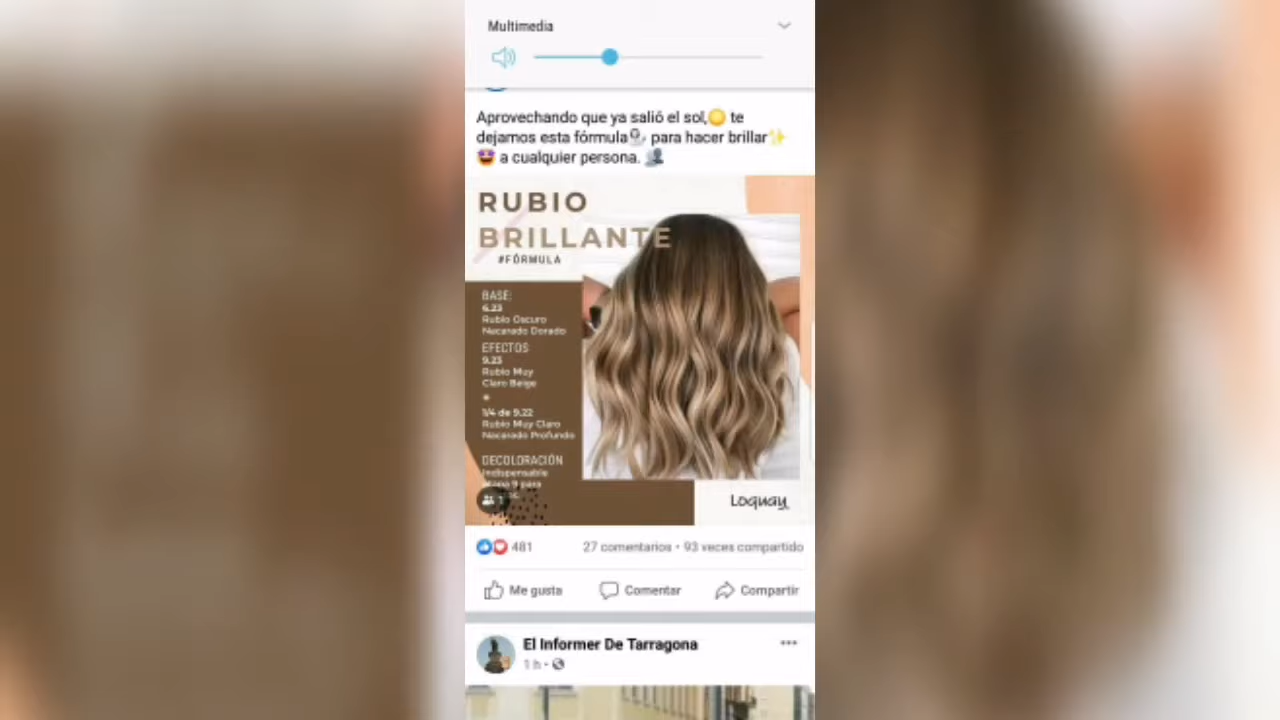 Multimedia
Aprovechando que ya salió el sol,🌞 te
dejamos esta fórmula para hacer brillar✨
🤩 a cualquier persona. 👥
RUBIO
BRILLANTE
#FÓRMULA
BASE:
6.23
Rubio Oscuro
Nacarado Dorado
EFECTOS
9.23
Rubio Muy
Claro Beige
+
1/4 de 9.22
Rubio Muy Claro
Nacarado Profundo
DECOLORACIÓN
Indispensable
9 para
Loquay
481
27 comentarios • 93 veces compartido
Me gusta
Comentar
Compartir
El Informer De Tarragona
1 h